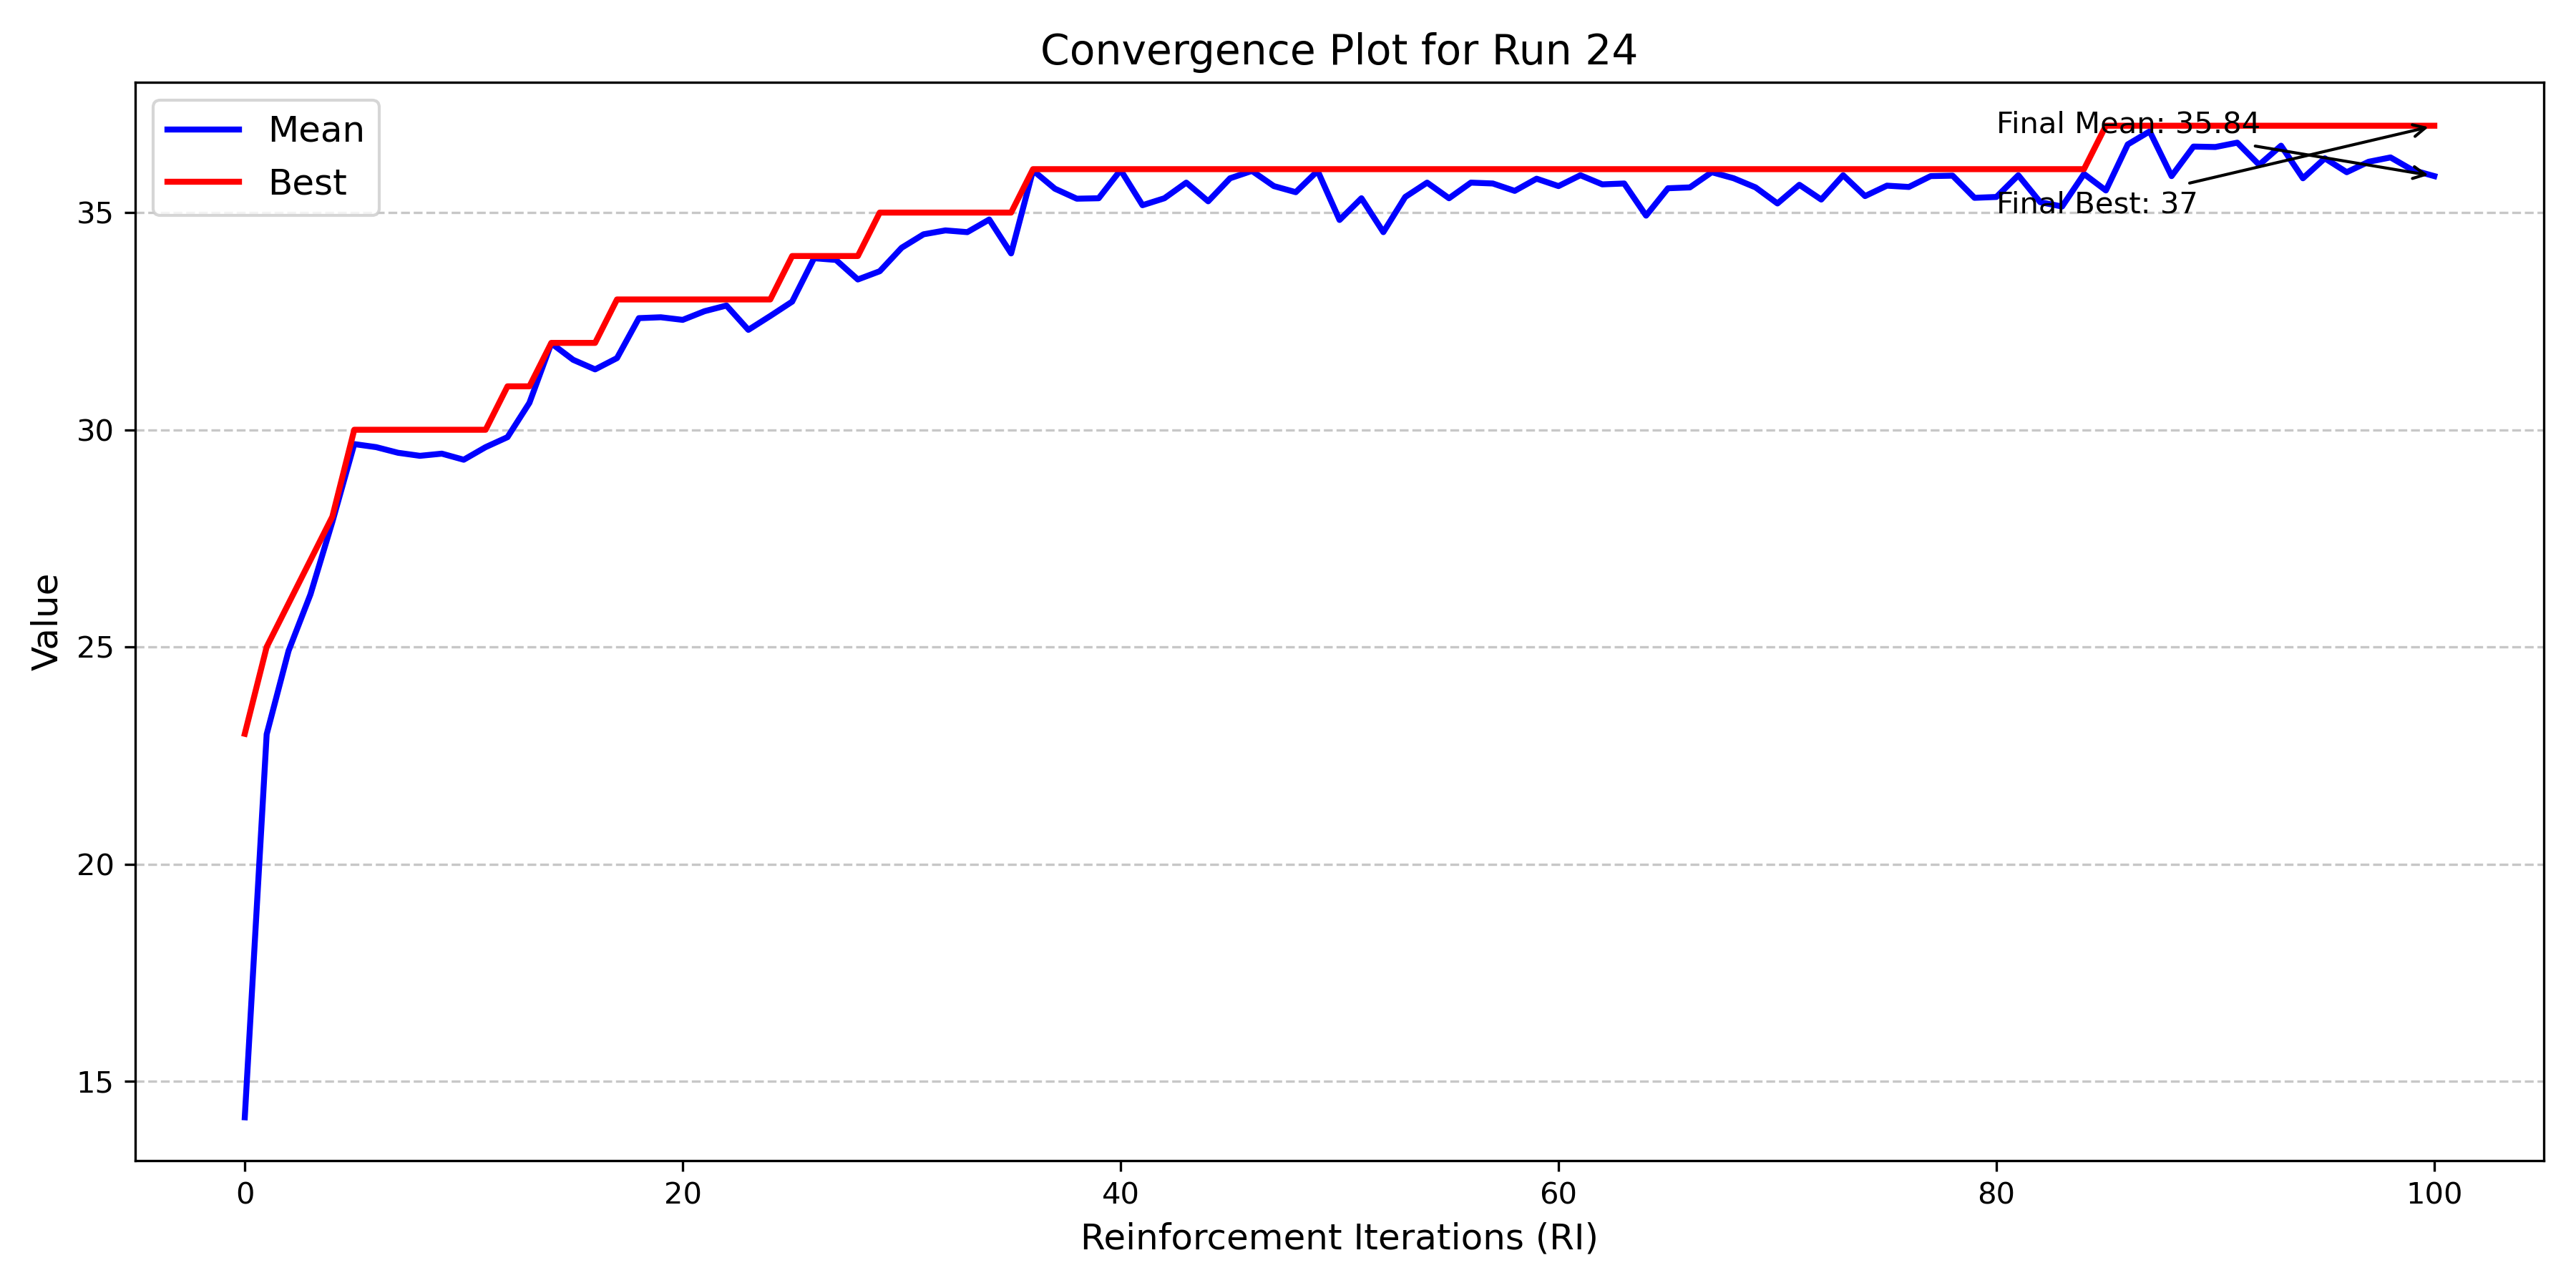 Convergence Plot for Run 24
Mean
Best
Final Mean: 35.84
Final Best: 37
35
30
25
20
15
Value
0
20
40
60
80
100
Reinforcement Iterations (RI)